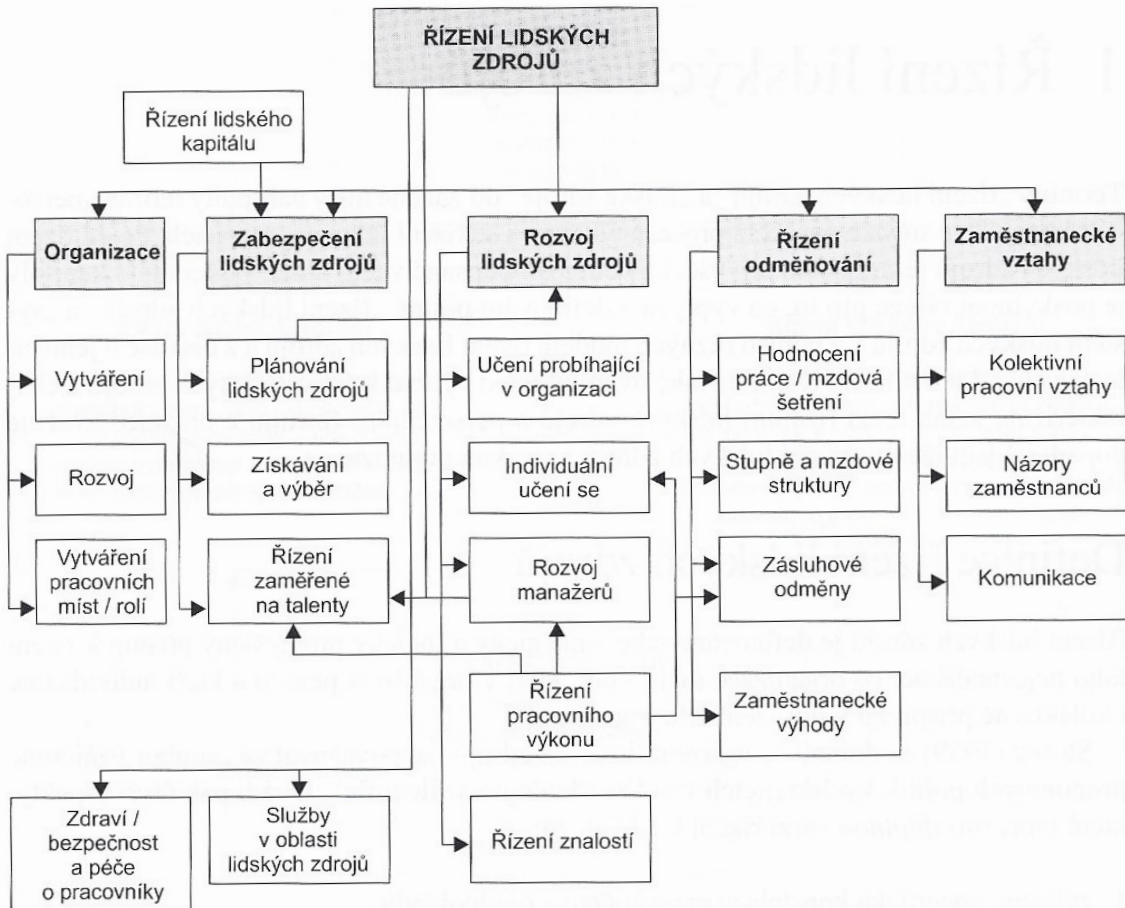 ŘÍZENÍ LIDSKÝCH
ZDROJŮ
Řízení lidského
kapitálu
Organizace
Zabezpečení
lidských zdrojů
Rozvoj
lidských zdrojů
Řízení
odměňování
Zaměstnanecké
vztahy
Vytváření
Plánování
lidských zdrojů
Učení probíhající
v organizaci
Hodnocení
práce / mzdová
šetření
Kolektivní
pracovní vztahy
Rozvoj
Získávání
a výběr
Individuální
učení se
Stupně a mzdové
struktury
Názory
zaměstnanců
Vytváření
pracovních
míst / rolí
Řízení
zaměřené
na talenty
Rozvoj
manažerů
Zásluhové
odměny
Komunikace
Řízení
pracovního
výkonu
Zaměstnanecké
výhody
Zdraví /
bezpečnost
a péče
o pracovníky
Služby
v oblasti
lidských zdrojů
Řízení znalostí